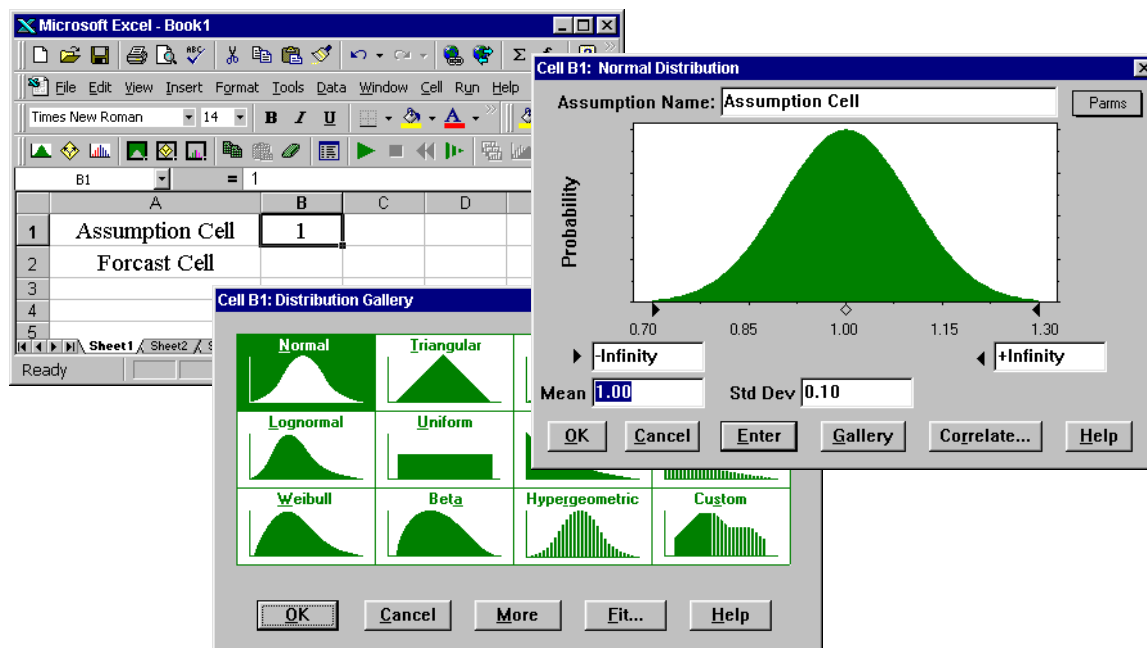 Microsoft Excel - Book1
File Edit View Insert Format Tools Data Window Cell Run Help
Times New Roman 14 B I U
B1 = 1
A B C D
1 Assumption Cell 1
2 Forcast Cell
3
4
5
Sheet1 Sheet2
Ready
Cell B1: Distribution Gallery
Normal Triangular
Lognormal Uniform
Weibull Beta Hypergeometric Custom
OK Cancel More Fit... Help
Cell B1: Normal Distribution
Assumption Name: Assumption Cell Parms
Probability
0.70 0.85 1.00 1.15 1.30
-Infinity +Infinity
Mean 1.00 Std Dev 0.10
OK Cancel Enter Gallery Correlate... Help